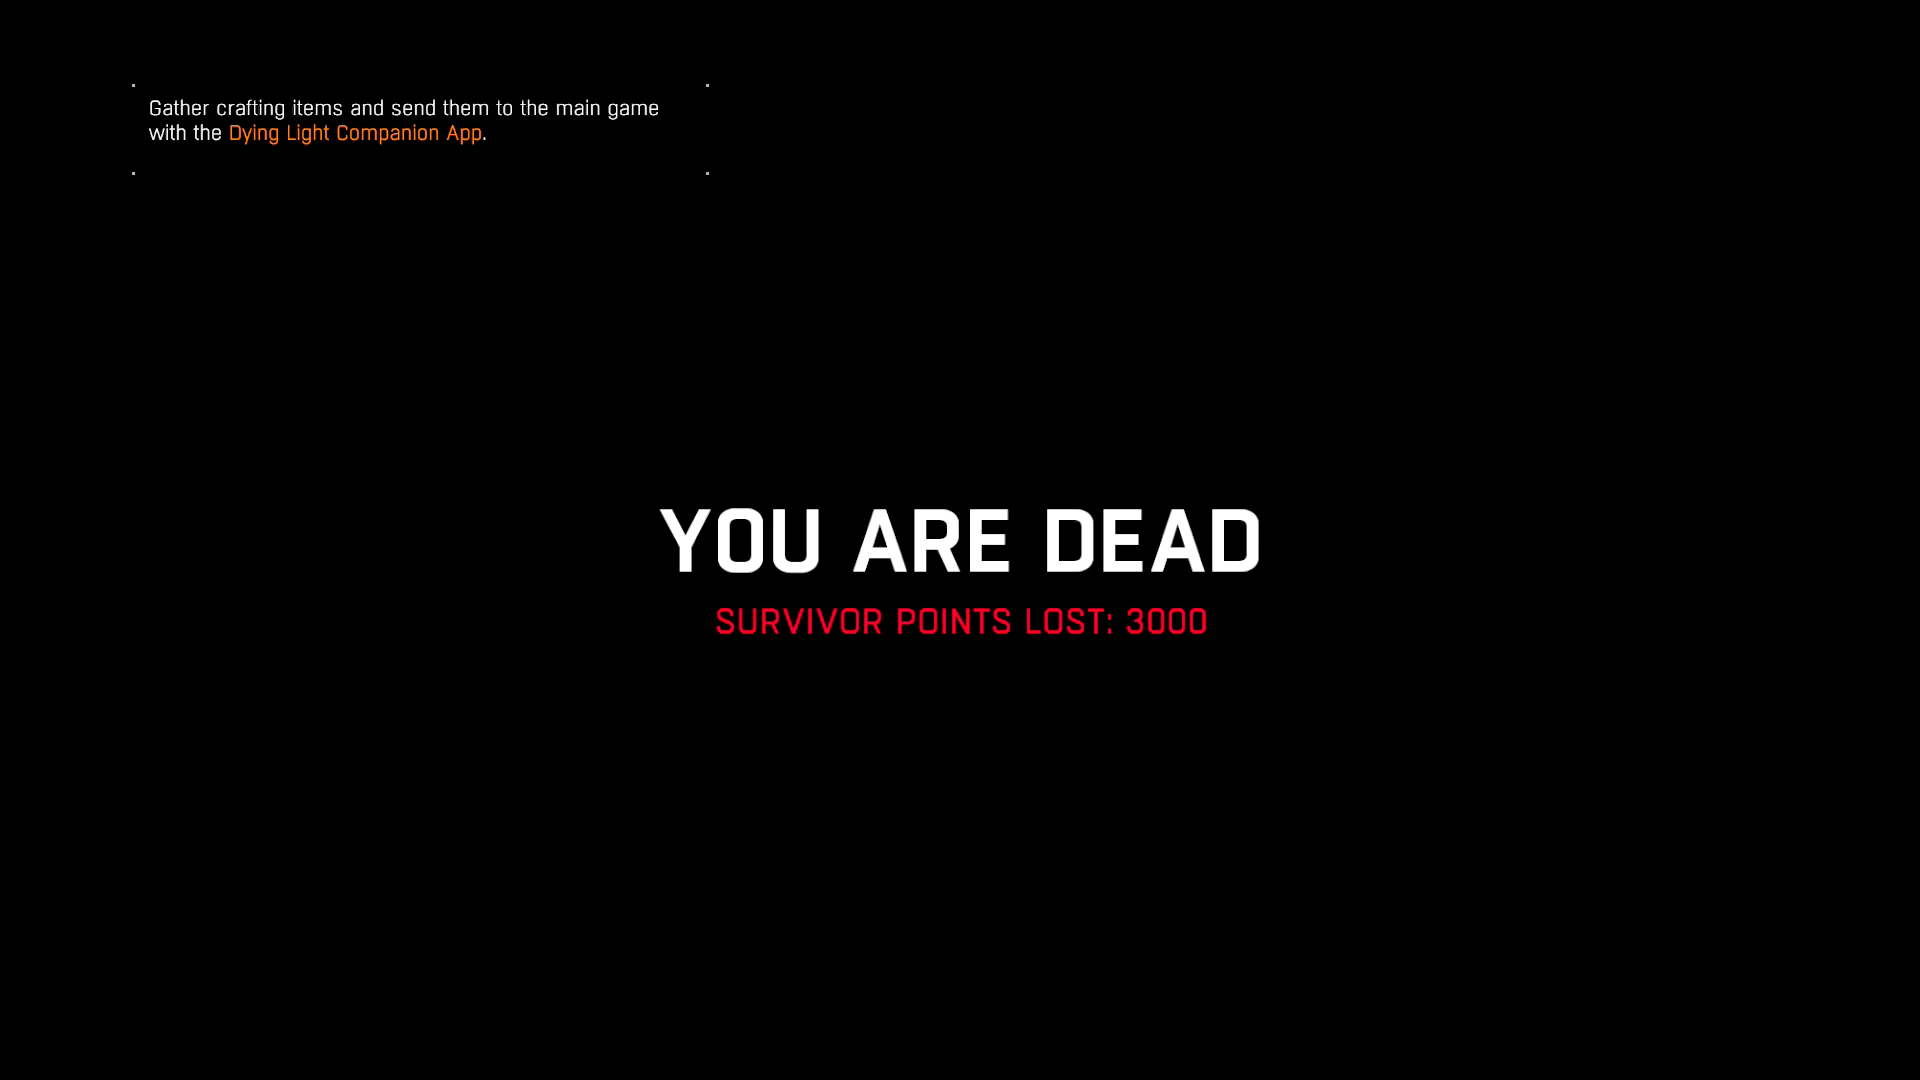 Gather crafting items and send them to the main game
with the Dying Light Companion App.
YOU ARE DEAD
SURVIVOR POINTS LOST: 3000